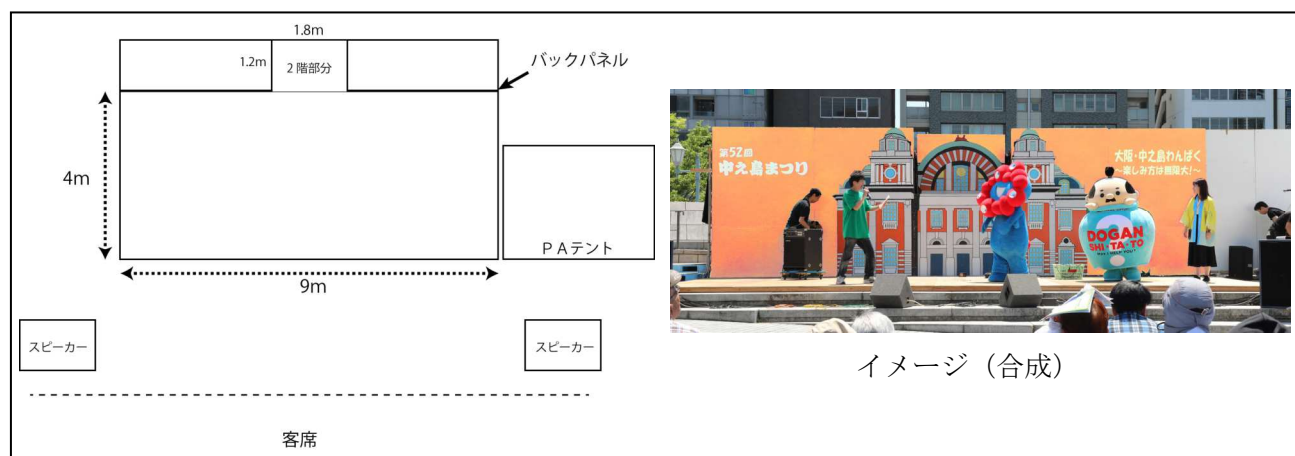 1.8m
1.2m
2階部分
バックパネル
4m
PAテント
9m
スピーカー
スピーカー
客席
第52回
中之島まつり
大阪・中之島わんぱく
～楽しみ方は無限大!～
DOGAN
SHI・TA・TO
イメージ（合成）